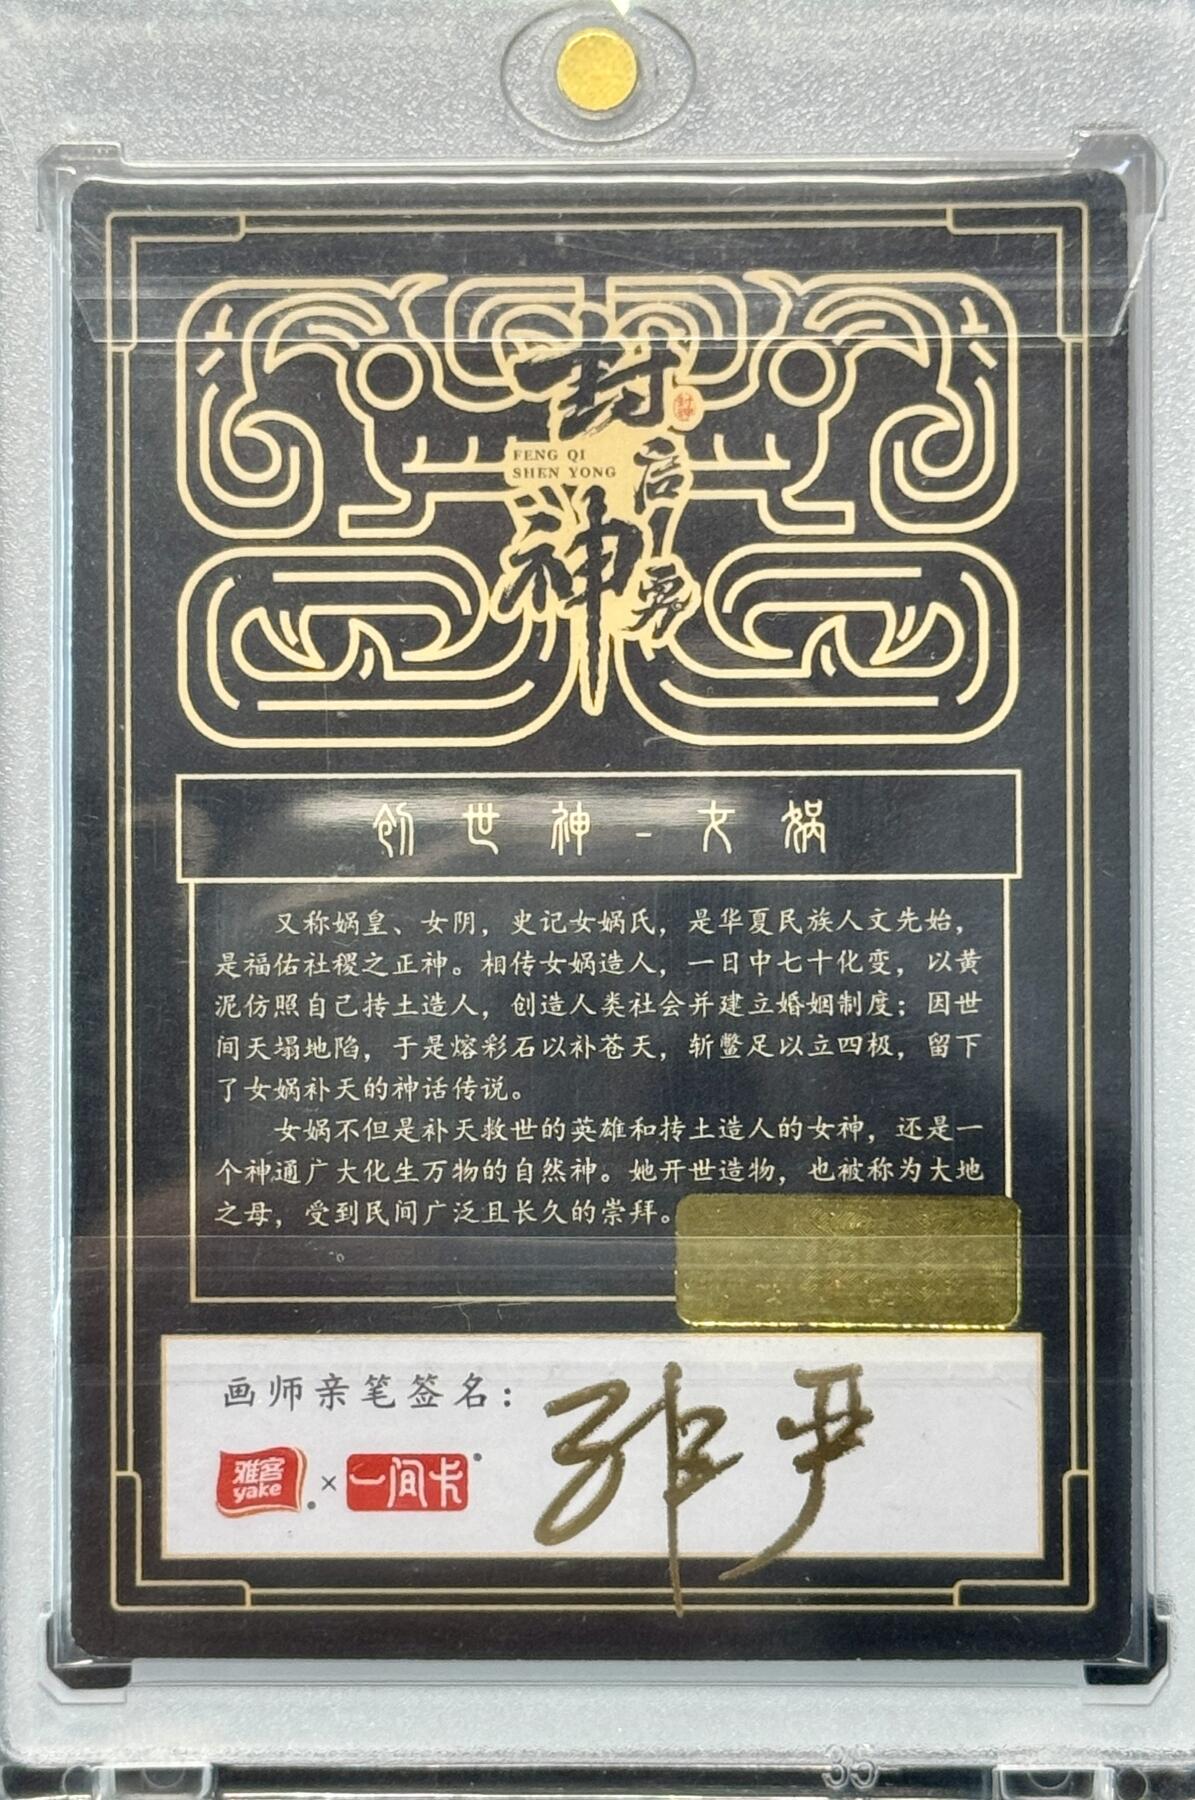 封神
启勇
封神
FENG QI
SHEN YONG
创世神-女娲
又称娲皇、女阴，史记女娲氏，是华夏民族人文先始，
是福佑社稷之正神。相传女娲造人，一日中七十化变，以黄
泥仿照自己抟土造人，创造人类社会并建立婚姻制度；因世
间天塌地陷，于是熔彩石以补苍天，斩鳖足以立四极，留下
了女娲补天的神话传说。
女娲不但是补天救世的英雄和抟土造人的女神，还是一
个神通广大化生万物的自然神。她开世造物，也被称为大地
之母，受到民间广泛且长久的崇拜。
画师亲笔签名：
雅客
yake
×
一间卡
35